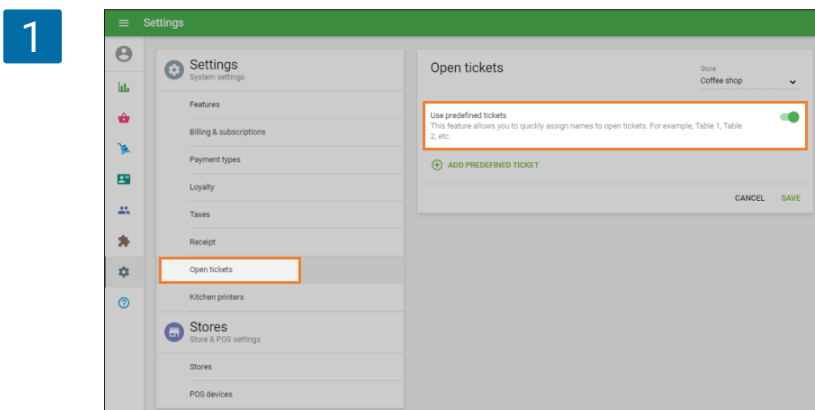 1
Settings
Settings
System settings
Features
Billing & subscriptions
Payment types
Loyalty
Taxes
Receipt
Open tickets
Kitchen printers
Stores
Store & POS settings
Stores
POS devices
Open tickets
Store
Coffee shop
Use predefined tickets
This feature allows you to quickly assign names to open tickets. For example, Table 1, Table
2, etc.
ADD PREDEFINED TICKET
CANCEL SAVE